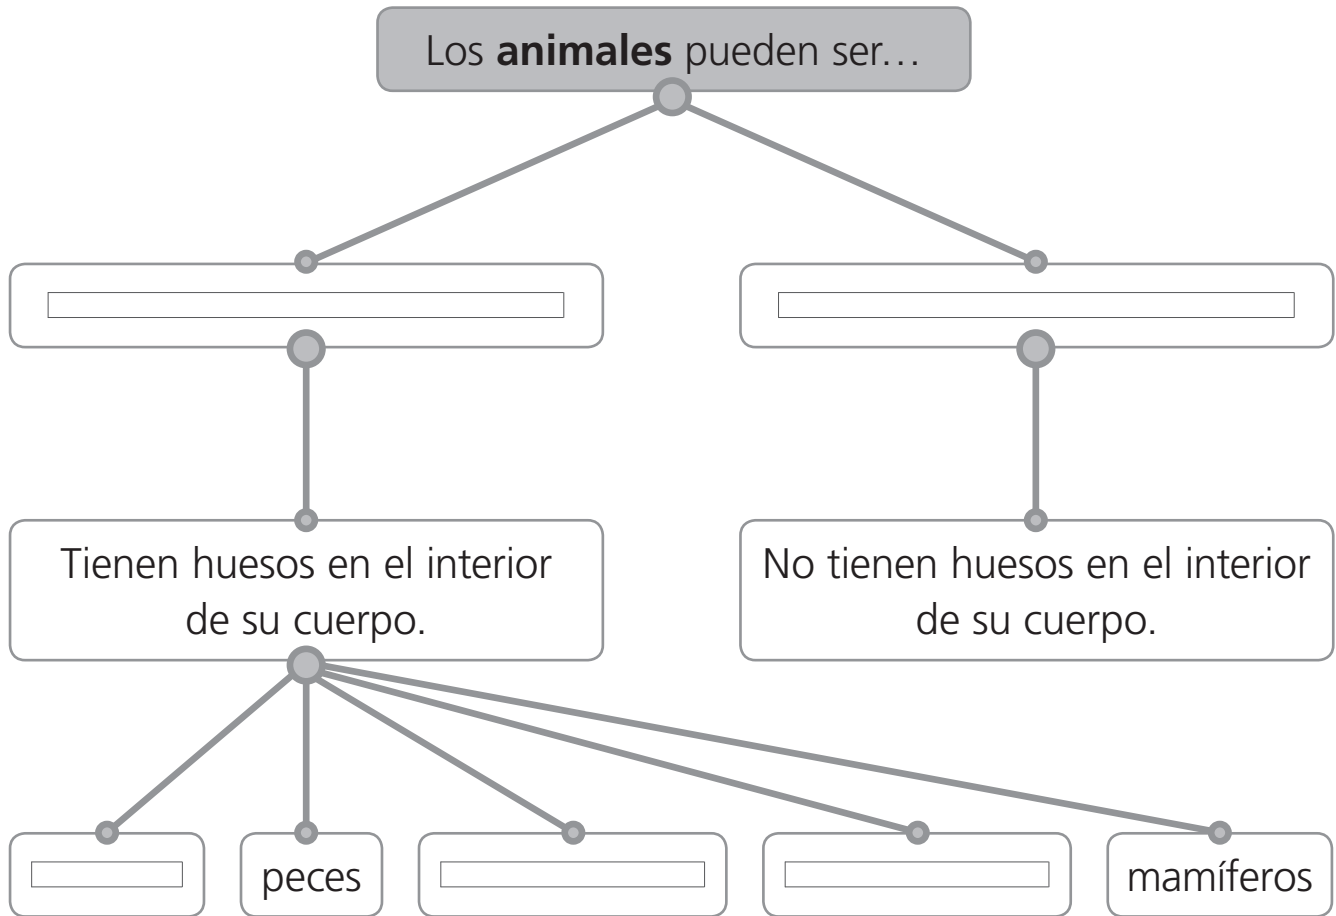 Los animales pueden ser…
Tienen huesos en el interior
de su cuerpo.
No tienen huesos en el interior
de su cuerpo.
peces
mamíferos